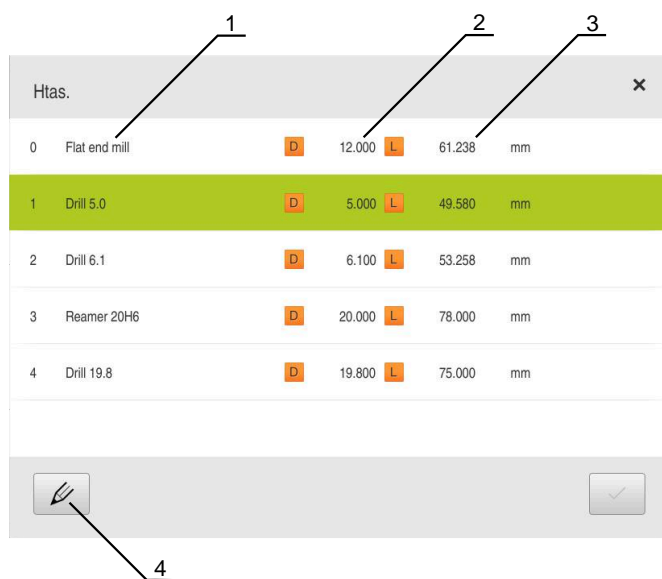 1 2 3
Htas. ×
0 Flat end mill D 12.000 L 61.238 mm
1 Drill 5.0 D 5.000 L 49.580 mm
2 Drill 6.1 D 6.100 L 53.258 mm
3 Reamer 20H6 D 20.000 L 78.000 mm
4 Drill 19.8 D 19.800 L 75.000 mm
4